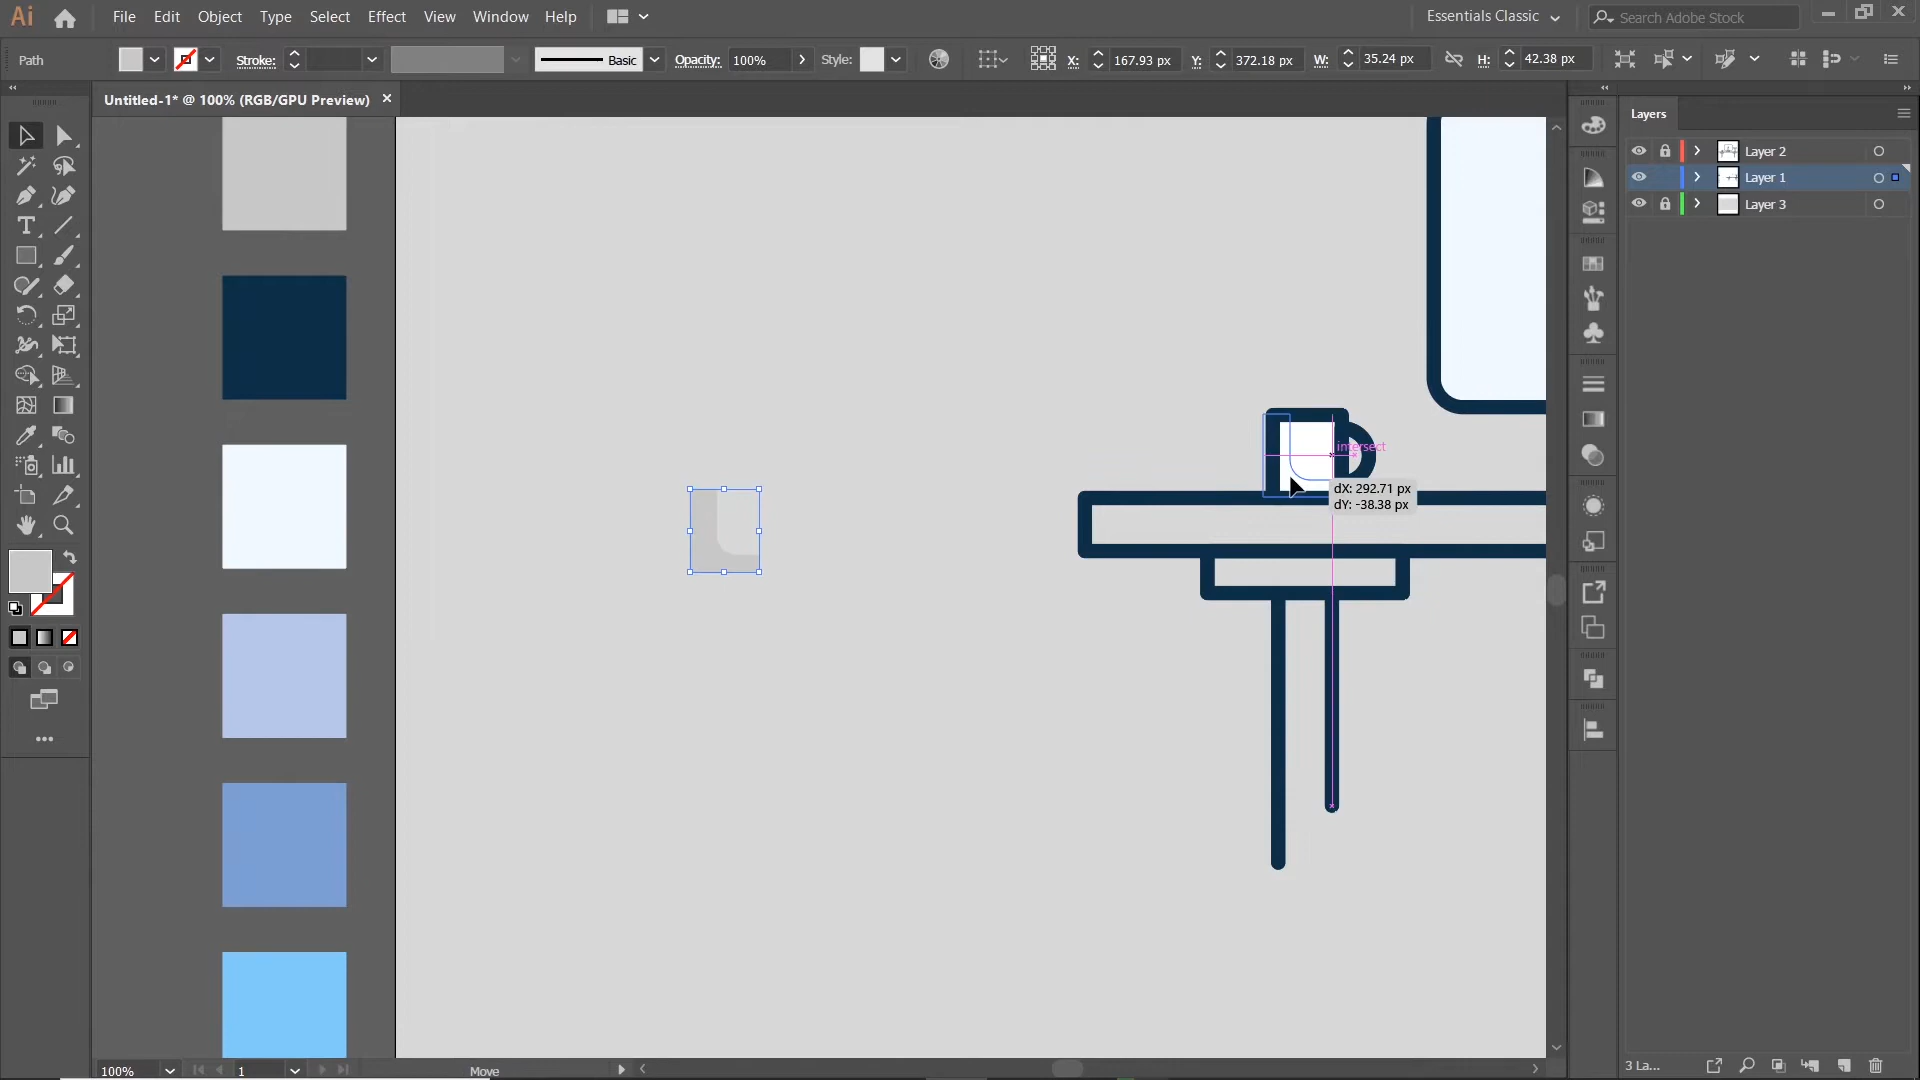 Ai File Edit Object Type Select Effect View Window Help Essentials Classic Search Adobe Stock
Path Stroke: Basic Opacity: 100% Style: X: 167.93 px Y: 372.18 px W: 35.24 px H: 42.38 px
Untitled-1* @ 100% (RGB/GPU Preview)
Layers
Layer 2
Layer 1
Layer 3
intersect
dX: 292.71 px
dY: -38.38 px
100% 1 Move 3 La...